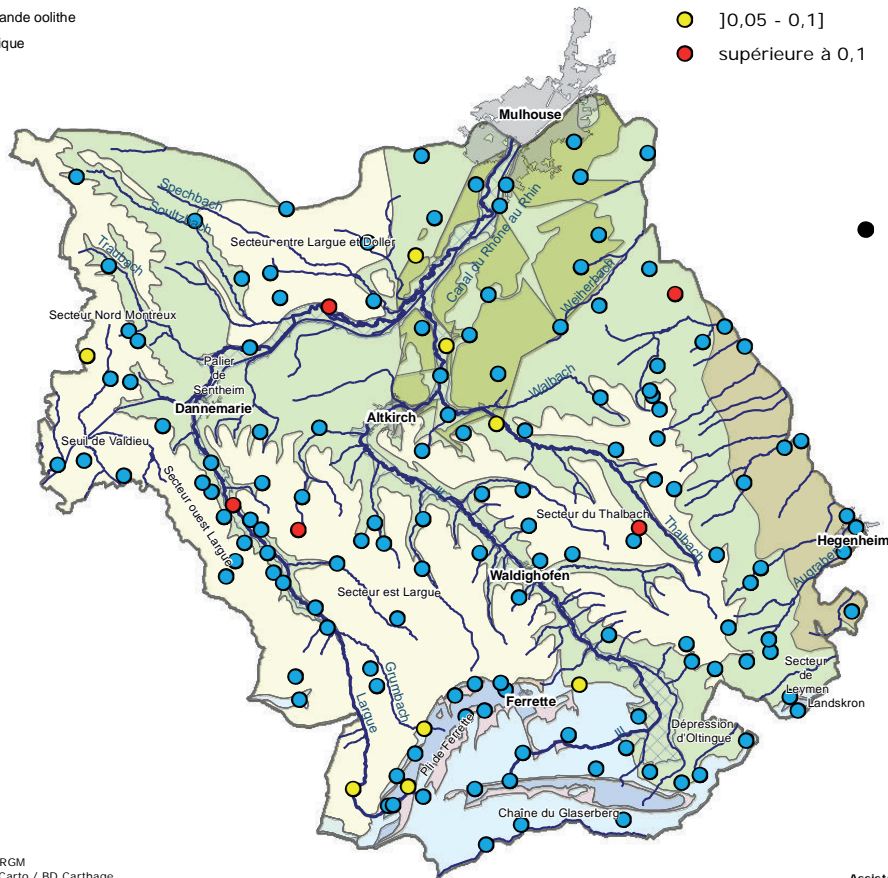 ande oolithe
ique
]0,05 - 0,1]
supérieure à 0,1
Mulhouse
Spechbach
Soultzbach
Secteur entre Largue et Doller
Canal du Rhône au Rhin
Traubach
Weiherbach
Secteur Nord Montreux
Palier
de
Sentheim
Dannemarie
Altkirch
Walbach
Seuil de Valdieu
Secteur ouest Largue
Ill
Secteur du Thalbach
Thalbach
Hegenheim
Augraben
Waldighofen
Secteur est Largue
Grumbach
Largue
Secteur
de
Leymen
Landskron
Ferrette
Pli de Ferrette
Dépression
d'Oltingue
Ill
Chaîne du Glaserberg
RGM
Carto / BD Carthage
Assist